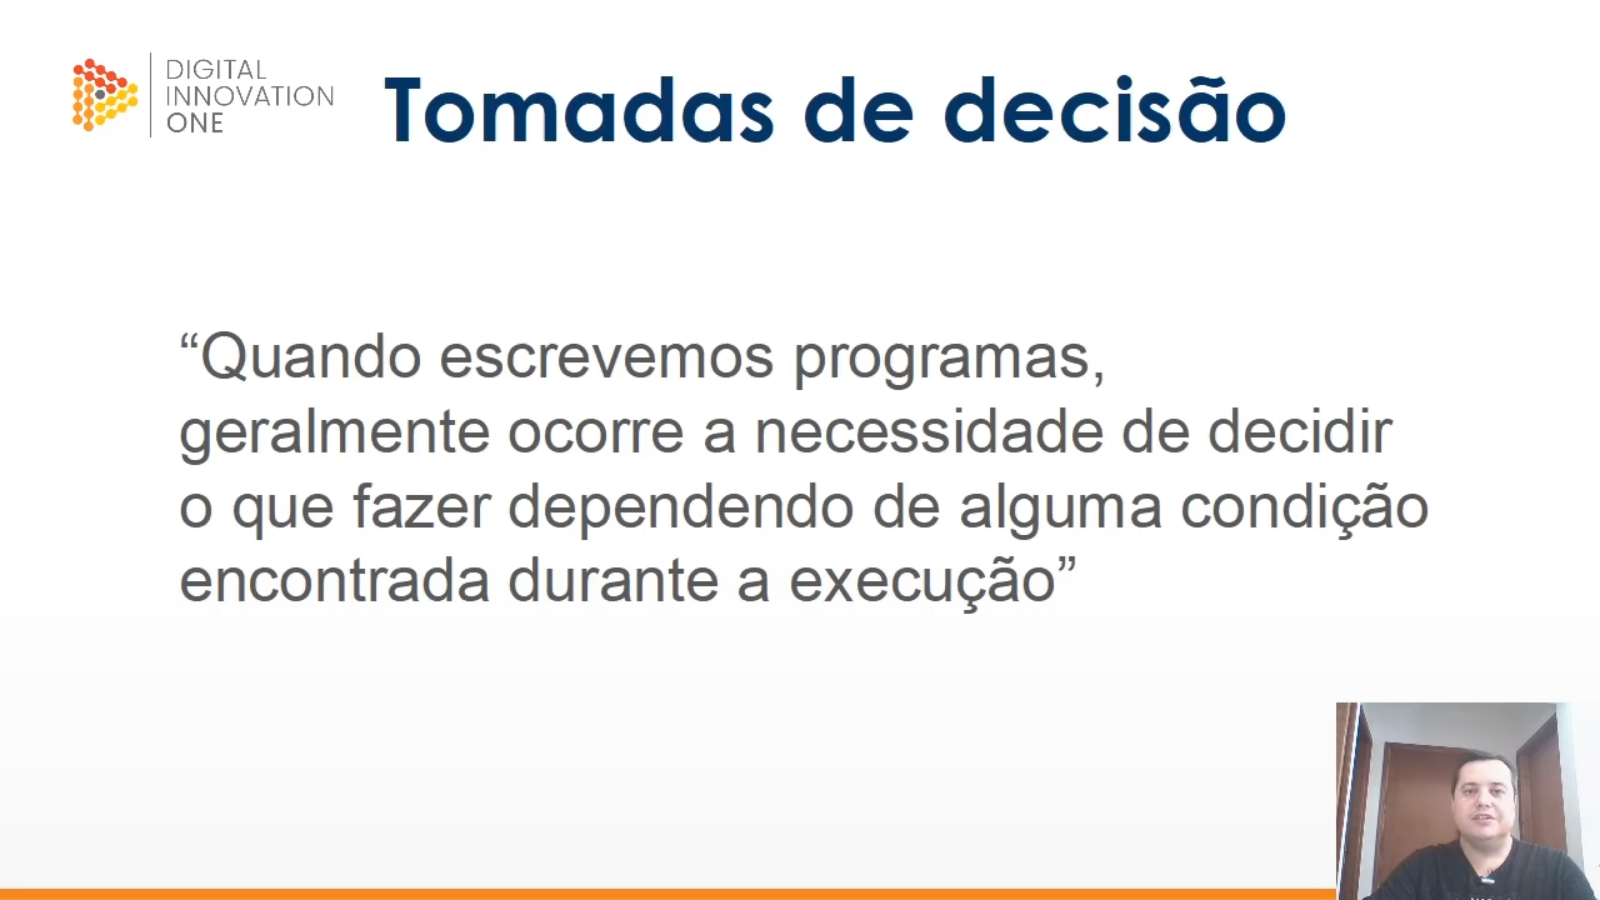 DIGITAL
INNOVATION
ONE
Tomadas de decisão
“Quando escrevemos programas,
geralmente ocorre a necessidade de decidir
o que fazer dependendo de alguma condição
encontrada durante a execução”